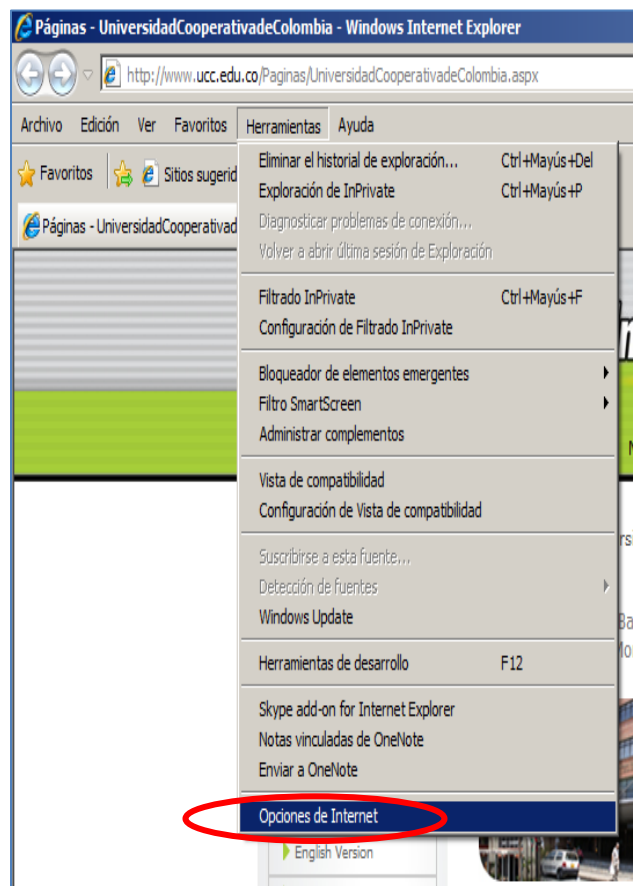 Páginas - UniversidadCooperativadeColombia - Windows Internet Explorer
http://www.ucc.edu.co/Paginas/UniversidadCooperativadeColombia.aspx
Archivo Edición Ver Favoritos Herramientas Ayuda
Favoritos Sitios sugerid
Páginas - UniversidadCooperativad
Eliminar el historial de exploración... Ctrl+Mayús+Del
Exploración de InPrivate Ctrl+Mayús+P
Diagnosticar problemas de conexión...
Volver a abrir última sesión de Exploración
Filtrado InPrivate Ctrl+Mayús+F
Configuración de Filtrado InPrivate
Bloqueador de elementos emergentes
Filtro SmartScreen
Administrar complementos
Vista de compatibilidad
Configuración de Vista de compatibilidad
Suscribirse a esta fuente...
Detección de fuentes
Windows Update
Herramientas de desarrollo F12
Skype add-on for Internet Explorer
Notas vinculadas de OneNote
Enviar a OneNote
Opciones de Internet
English Version